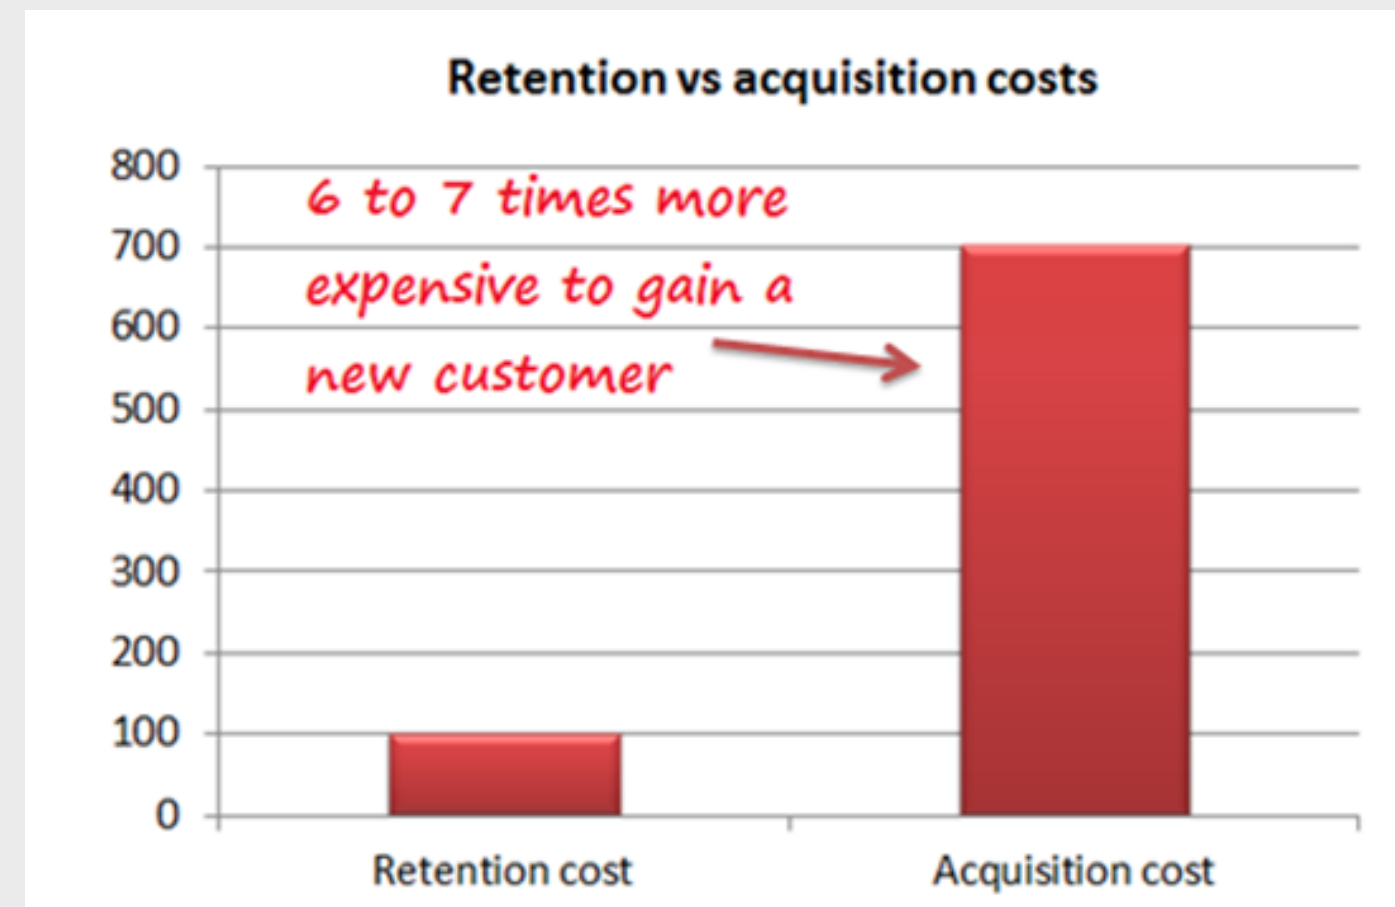 Retention vs acquisition costs
800
6 to 7 times more
700
expensive to gain a
600
new customer
500
400
300
200
100
0
Retention cost Acquisition cost